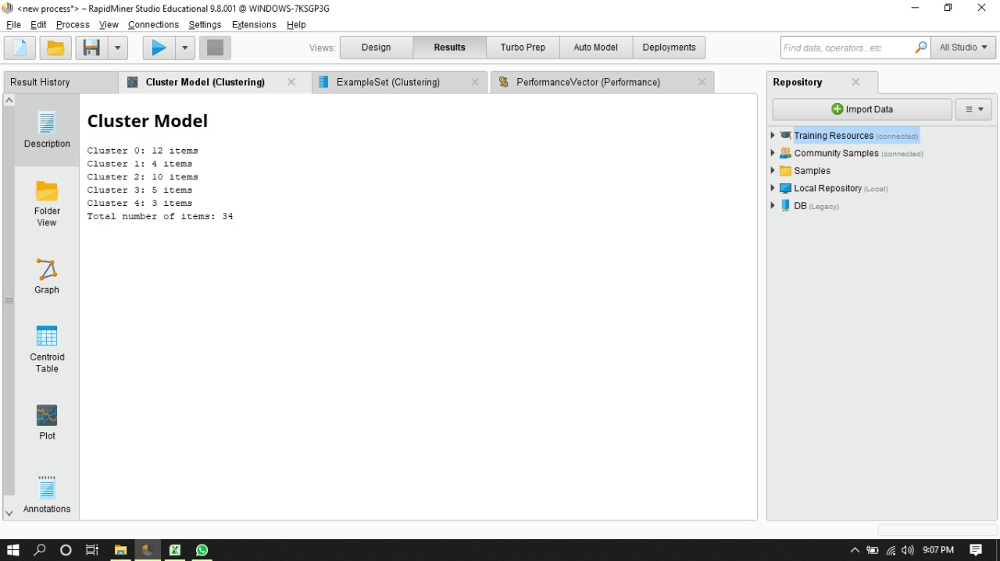 <new process*> – RapidMiner Studio Educational 9.8.001 @ WINDOWS-7KSGP3G
File Edit Process View Connections Settings Extensions Help
Views: Design Results Turbo Prep Auto Model Deployments
Find data, operators...etc All Studio
Result History
Cluster Model (Clustering)
ExampleSet (Clustering)
PerformanceVector (Performance)
Description
Folder
View
Graph
Centroid
Table
Plot
Annotations
Cluster Model
Cluster 0: 12 items
Cluster 1: 4 items
Cluster 2: 10 items
Cluster 3: 5 items
Cluster 4: 3 items
Total number of items: 34
Repository
Import Data
Training Resources (connected)
Community Samples (connected)
Samples
Local Repository (Local)
DB (Legacy)
9:07 PM